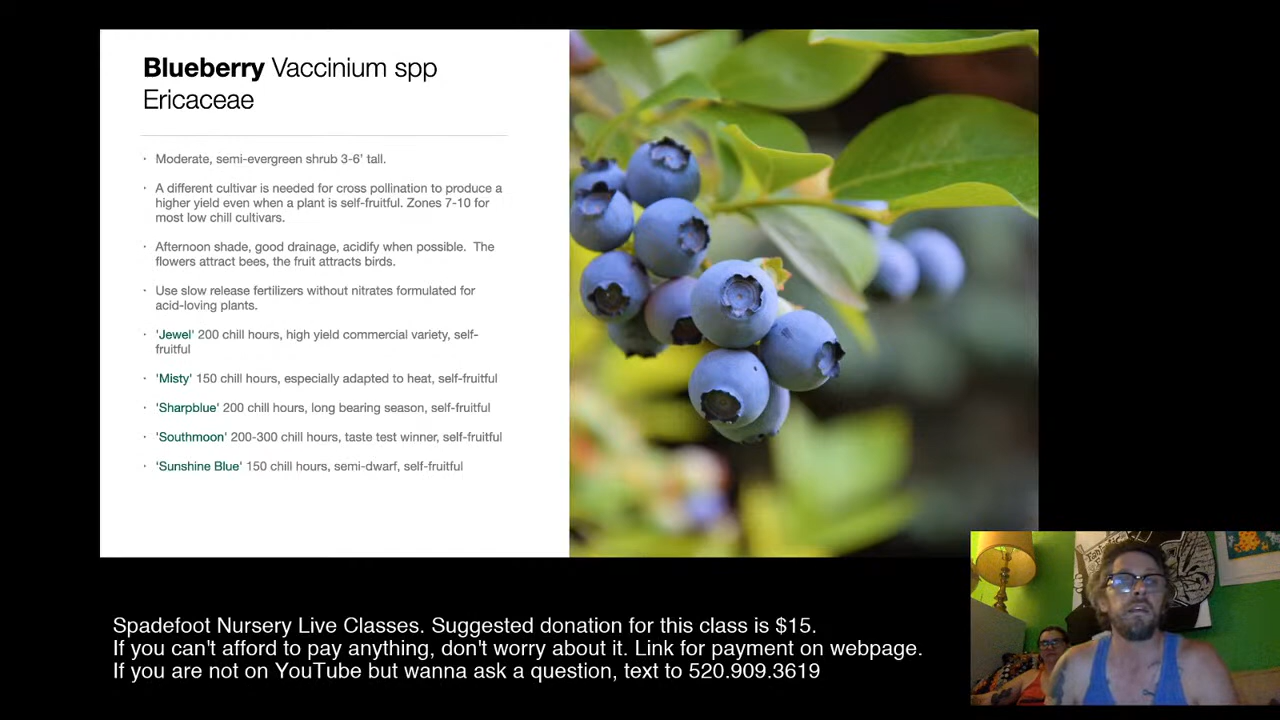 Blueberry Vaccinium spp
Ericaceae
· Moderate, semi-evergreen shrub 3-6' tall.
· A different cultivar is needed for cross pollination to produce a
higher yield even when a plant is self-fruitful. Zones 7-10 for
most low chill cultivars.
· Afternoon shade, good drainage, acidify when possible.  The
flowers attract bees, the fruit attracts birds.
· Use slow release fertilizers without nitrates formulated for
acid-loving plants.
· 'Jewel' 200 chill hours, high yield commercial variety, self-
fruitful
· 'Misty' 150 chill hours, especially adapted to heat, self-fruitful
· 'Sharpblue' 200 chill hours, long bearing season, self-fruitful
· 'Southmoon' 200-300 chill hours, taste test winner, self-fruitful
· 'Sunshine Blue' 150 chill hours, semi-dwarf, self-fruitful
Spadefoot Nursery Live Classes. Suggested donation for this class is $15.
If you can't afford to pay anything, don't worry about it. Link for payment on webpage.
If you are not on YouTube but wanna ask a question, text to 520.909.3619